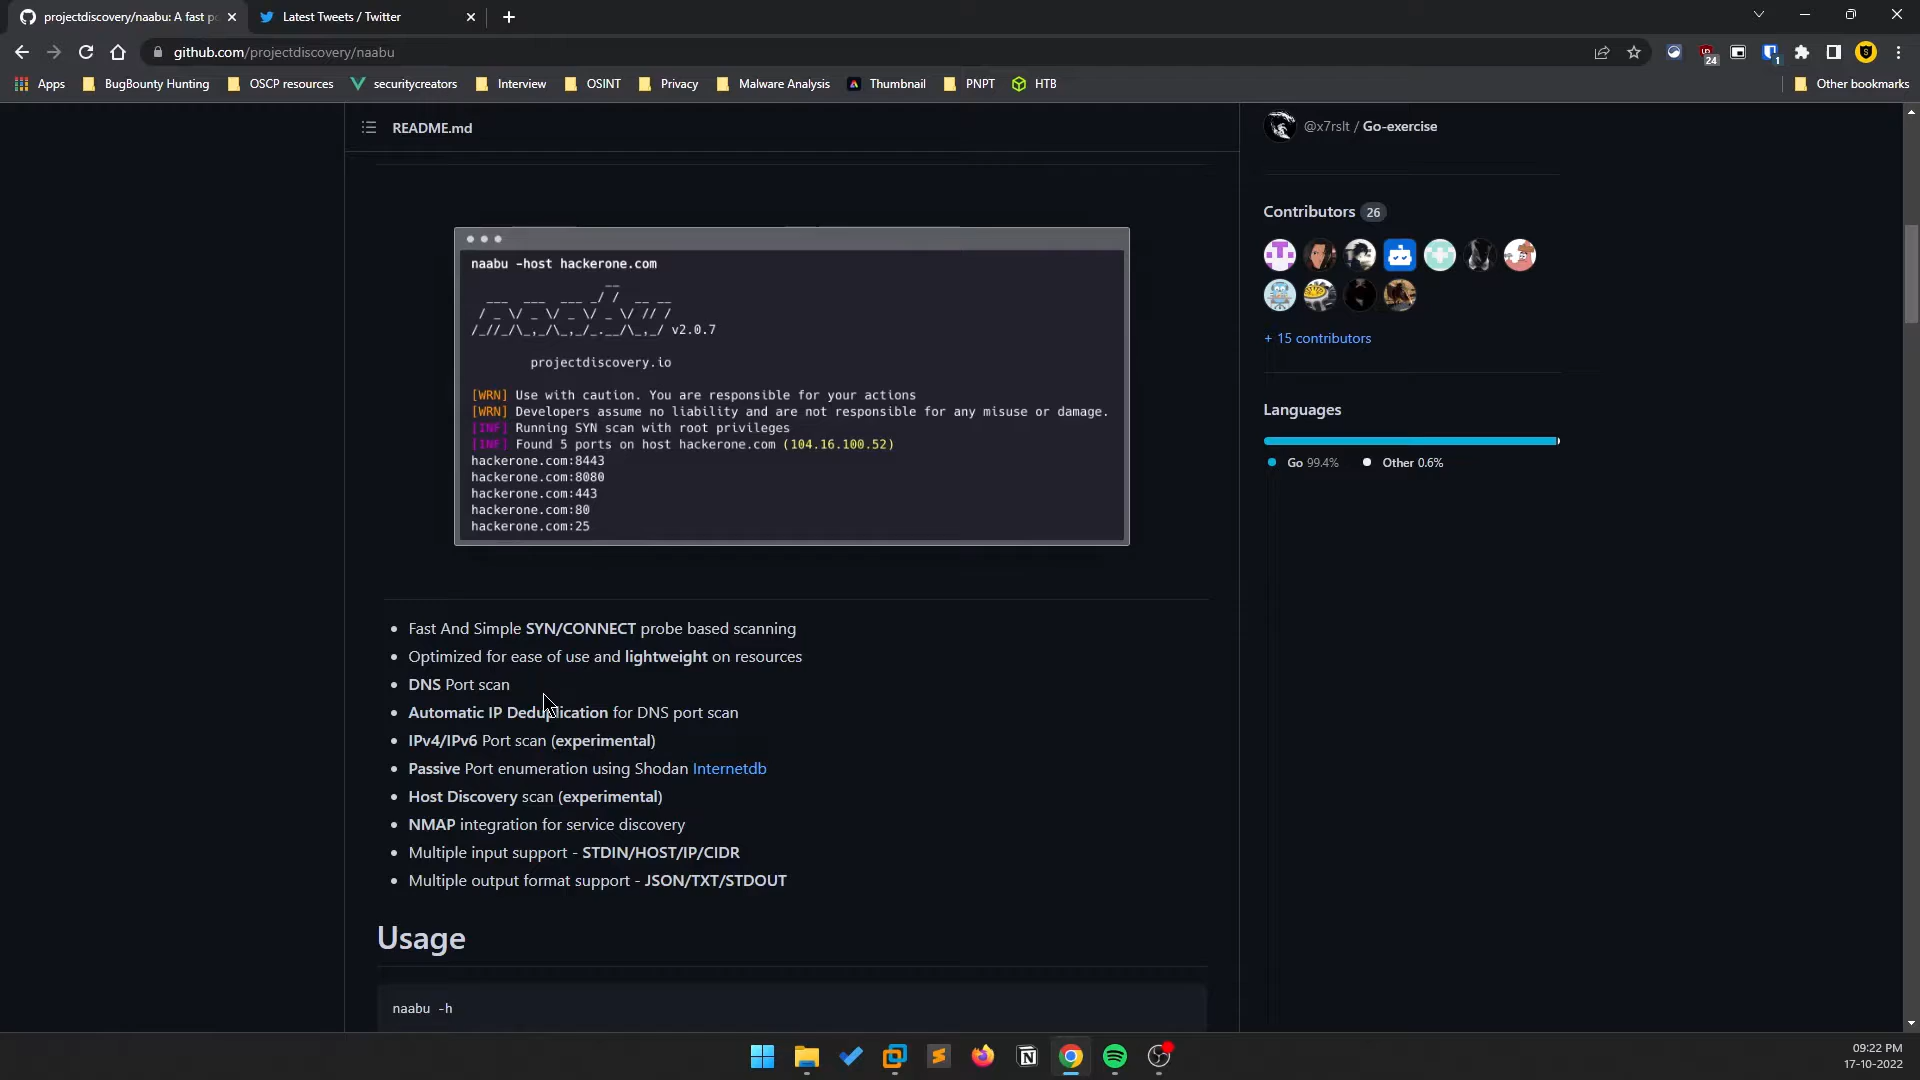 projectdiscovery/naabu: A fast po
Latest Tweets / Twitter
github.com/projectdiscovery/naabu
24
1
Apps
BugBounty Hunting
OSCP resources
securitycreators
Interview
OSINT
Privacy
Malware Analysis
Thumbnail
PNPT
HTB
Other bookmarks
README.md
@x7rslt / Go-exercise
Contributors 26
+ 15 contributors
Languages
Go 99.4%
Other 0.6%
naabu -host hackerone.com
v2.0.7
projectdiscovery.io
[WRN] Use with caution. You are responsible for your actions
[WRN] Developers assume no liability and are not responsible for any misuse or damage.
[INF] Running SYN scan with root privileges
[INF] Found 5 ports on host hackerone.com (104.16.100.52)
hackerone.com:8443
hackerone.com:8080
hackerone.com:443
hackerone.com:80
hackerone.com:25
Fast And Simple SYN/CONNECT probe based scanning
Optimized for ease of use and lightweight on resources
DNS Port scan
Automatic IP Deduplication for DNS port scan
IPv4/IPv6 Port scan (experimental)
Passive Port enumeration using Shodan Internetdb
Host Discovery scan (experimental)
NMAP integration for service discovery
Multiple input support - STDIN/HOST/IP/CIDR
Multiple output format support - JSON/TXT/STDOUT
Usage
naabu -h
09:22 PM
17-10-2022